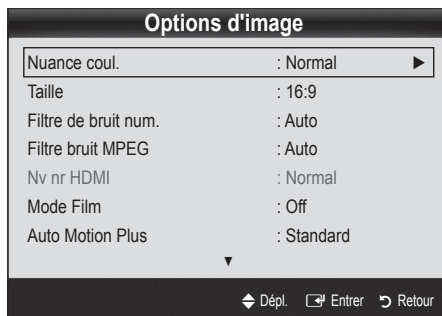 Options d'image
Nuance coul. : Normal ►
Taille : 16:9
Filtre de bruit num. : Auto
Filtre bruit MPEG : Auto
Nv nr HDMI : Normal
Mode Film : Off
Auto Motion Plus : Standard
▼
Dépl. Entrer Retour